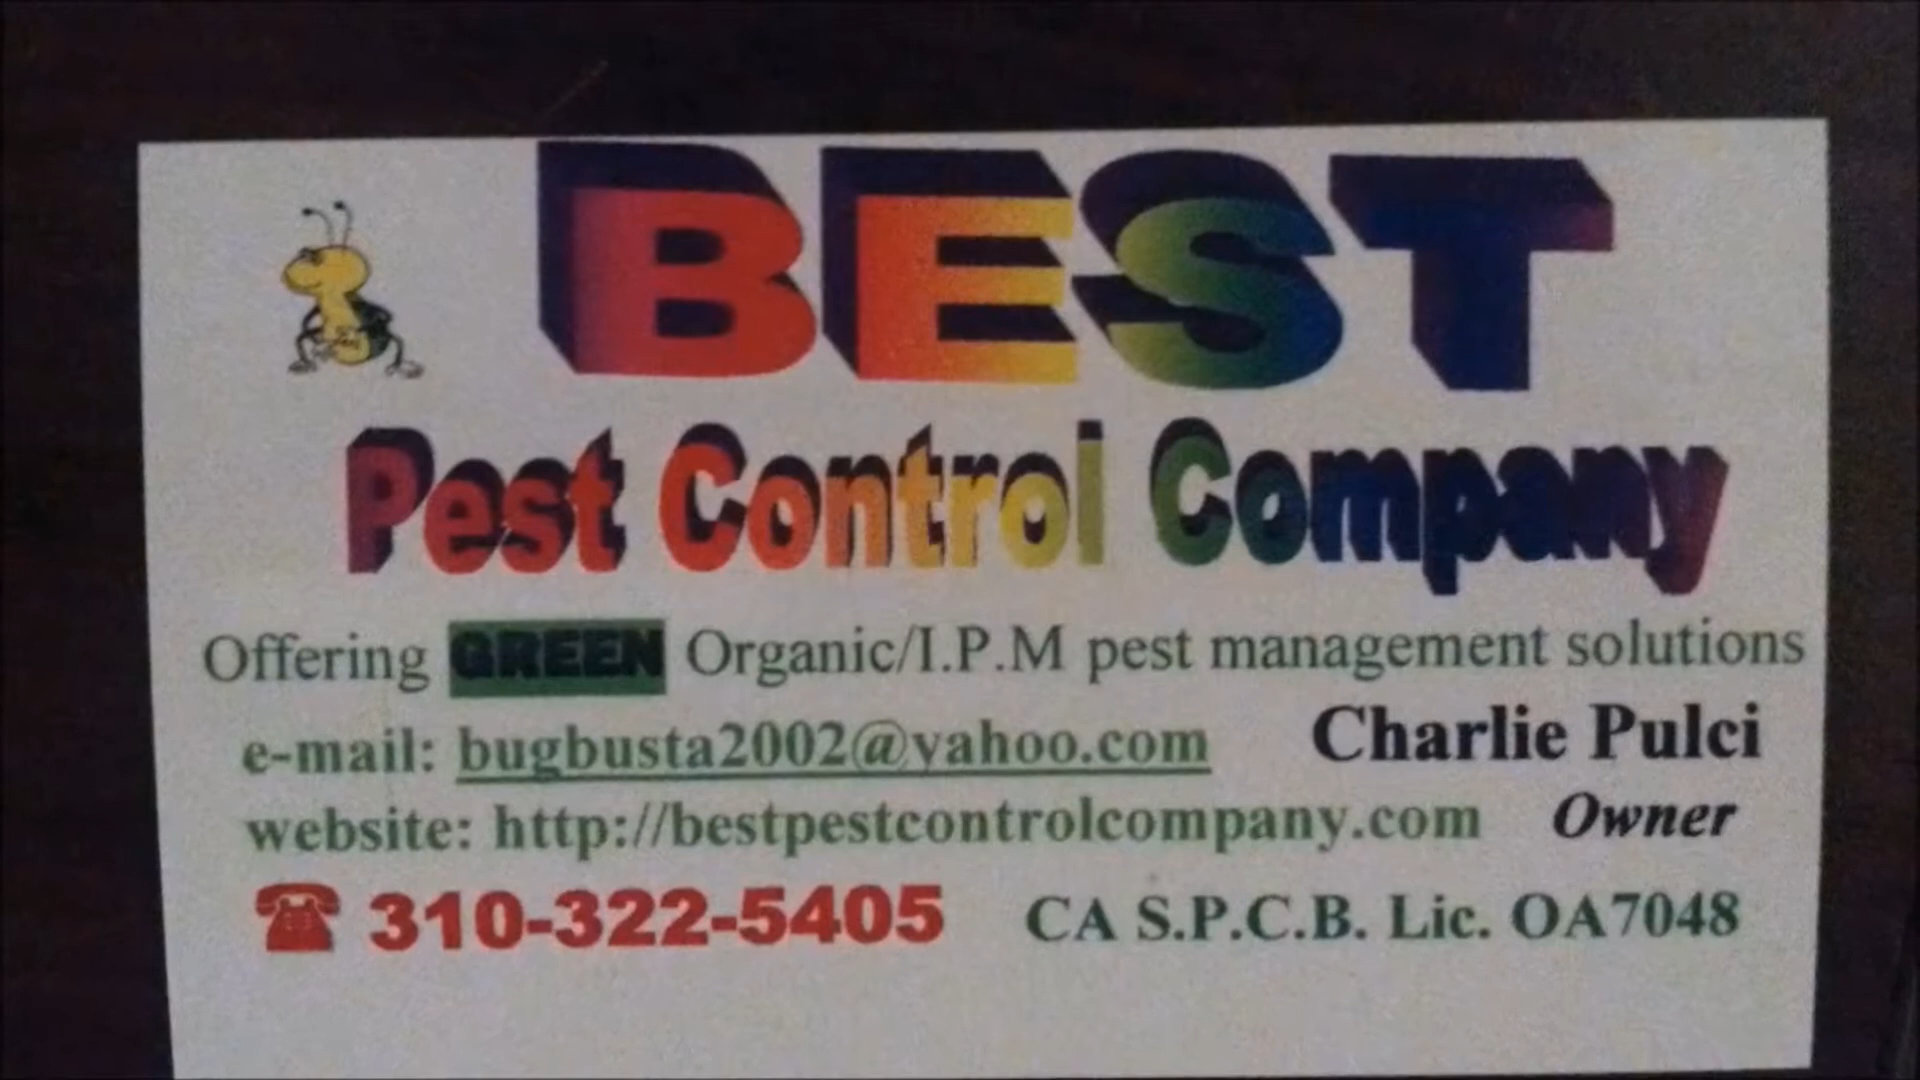 BEST
Pest Control Company
Offering GREEN Organic/I.P.M pest management solutions
e-mail: bugbusta2002@yahoo.com Charlie Pulci
website: http://bestpestcontrolcompany.com Owner
310-322-5405 CA S.P.C.B. Lic. OA7048